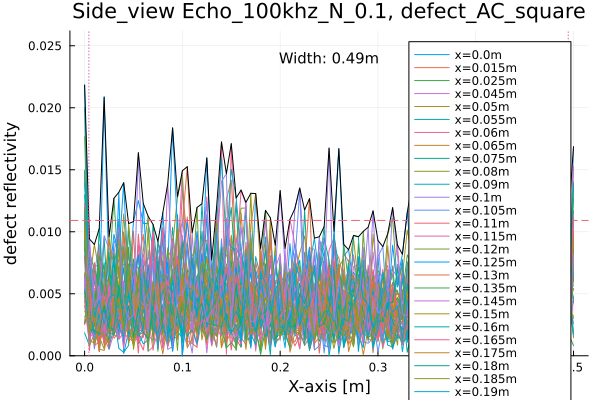 Side_view Echo_100khz_N_0.1, defect_AC_square
Width: 0.49m
defect reflectivity
0.025
0.020
0.015
0.010
0.005
0.000
0.0
0.1
0.2
0.3
.5
X-axis [m]
x=0.0m
x=0.015m
x=0.025m
x=0.045m
x=0.05m
x=0.055m
x=0.06m
x=0.065m
x=0.075m
x=0.08m
x=0.09m
x=0.1m
x=0.105m
x=0.11m
x=0.115m
x=0.12m
x=0.125m
x=0.13m
x=0.135m
x=0.145m
x=0.15m
x=0.16m
x=0.165m
x=0.175m
x=0.18m
x=0.185m
x=0.19m